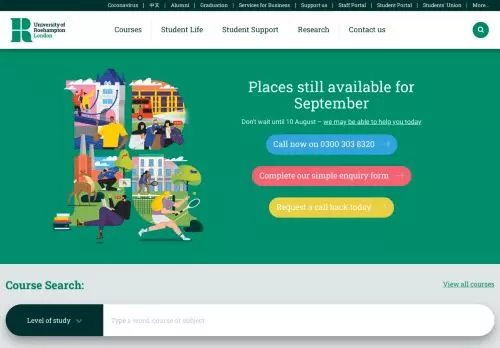 Coronavirus | 中文 | Alumni | Graduation | Services for Business | Support us | Staff Portal | Student Portal | Students' Union | More...
University of
Roehampton
London
Courses
Student Life
Student Support
Research
Contact us
Places still available for
September
Don't wait until 10 August – we may be able to help you today
Call now on 0300 303 8320
Complete our simple enquiry form
Request a call back today
Course Search:
View all courses
Level of study
Type a word, course or subject